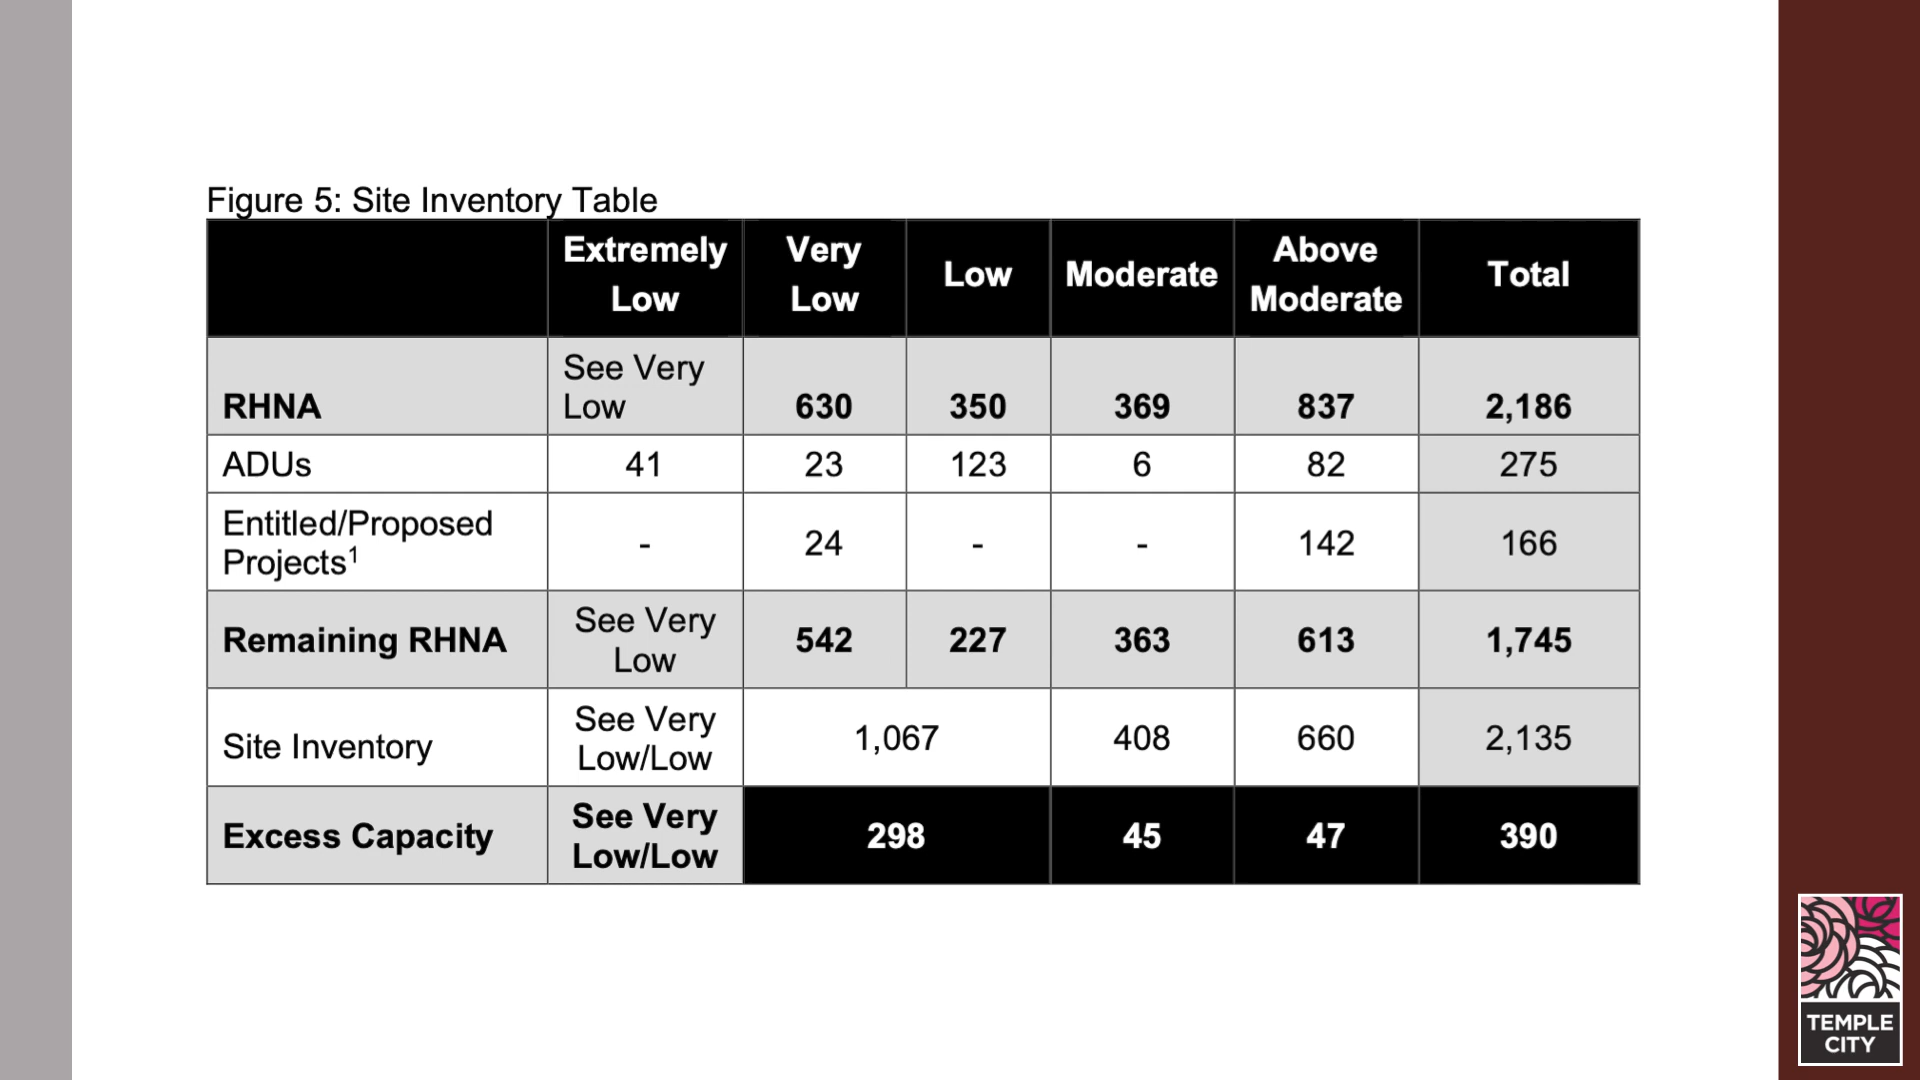 Figure 5: Site Inventory Table
Extremely Low Very Low Low Moderate Above Moderate Total
RHNA See Very Low 630 350 369 837 2,186
ADUs 41 23 123 6 82 275
Entitled/Proposed Projects¹ - 24 - - 142 166
Remaining RHNA See Very Low 542 227 363 613 1,745
Site Inventory See Very Low/Low 1,067 408 660 2,135
Excess Capacity See Very Low/Low 298 45 47 390
TEMPLE
CITY